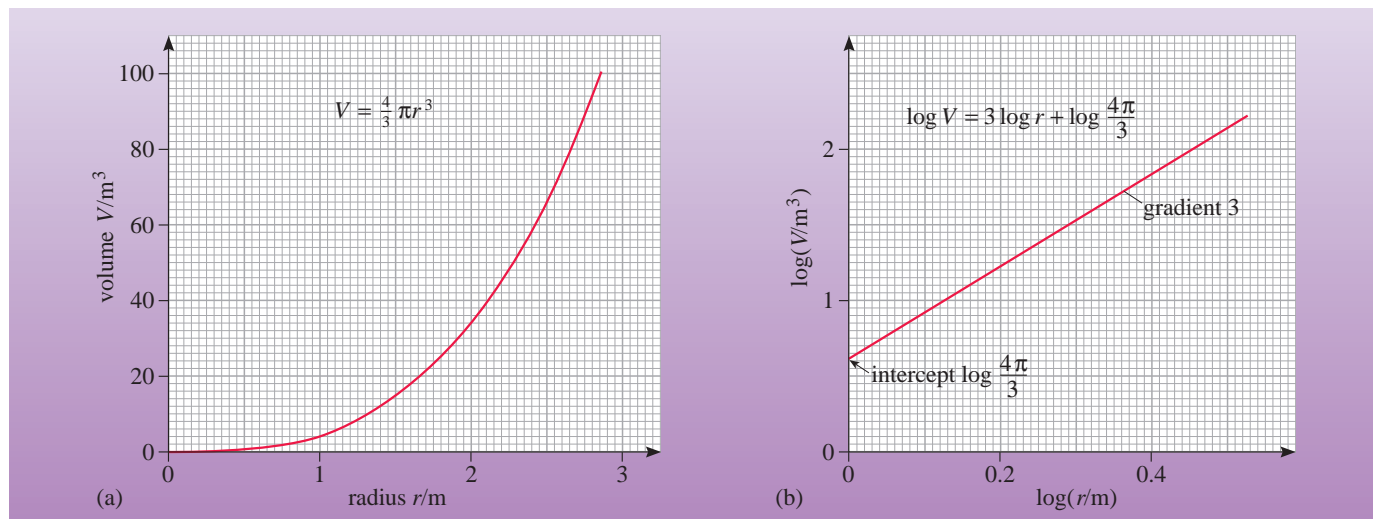 100
80
60
40
20
0
volume V/m³
V = 4/3 πr³
0 1 2 3
radius r/m
(a)
2
1
0
log(V/m³)
log V = 3 log r + log 4π/3
gradient 3
intercept log 4π/3
0 0.2 0.4
log(r/m)
(b)